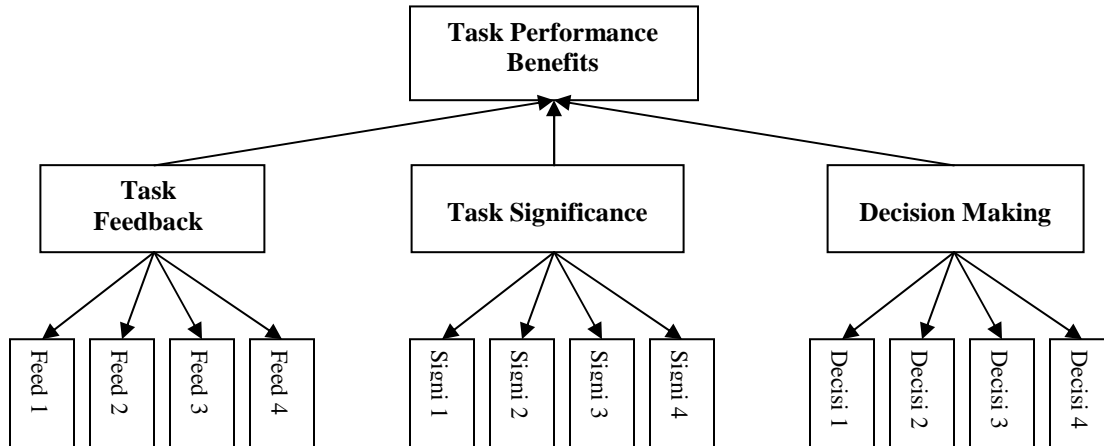 Task Performance
Benefits
Task
Feedback
Task Significance
Decision Making
Feed 1
Feed 2
Feed 3
Feed 4
Signi 1
Signi 2
Signi 3
Signi 4
Decisi 1
Decisi 2
Decisi 3
Decisi 4